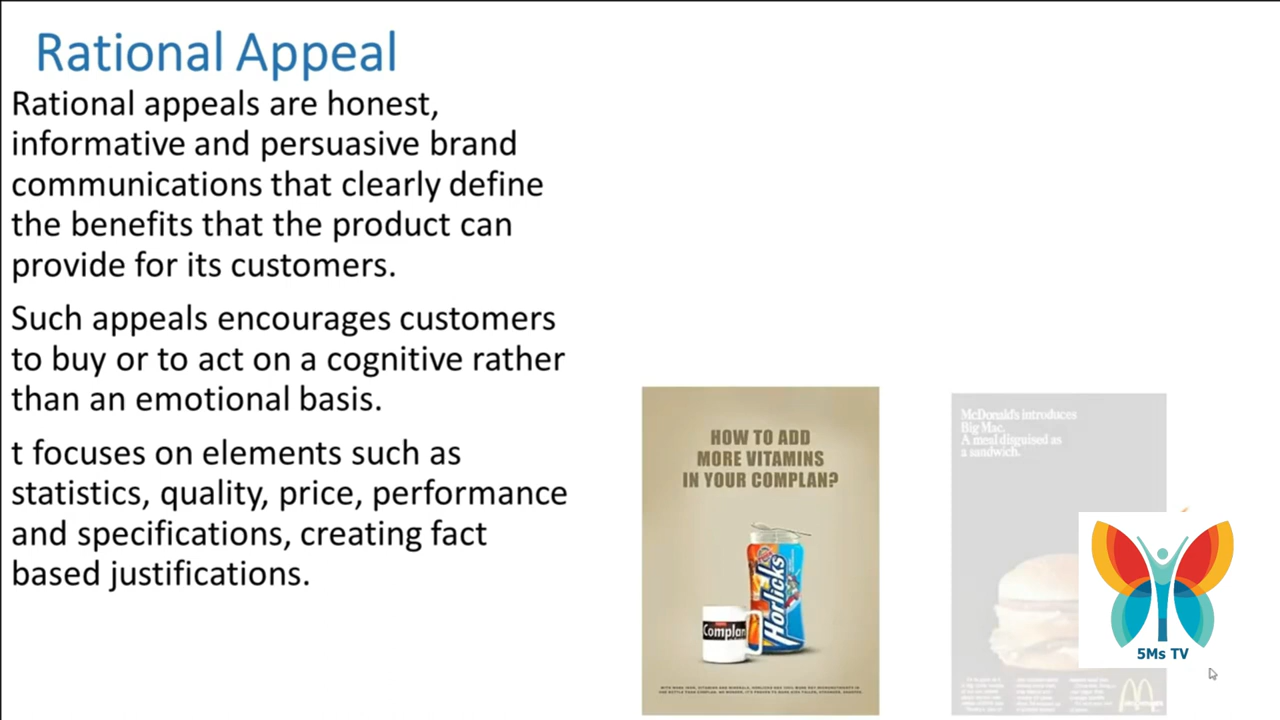 Rational Appeal
Rational appeals are honest,
informative and persuasive brand
communications that clearly define
the benefits that the product can
provide for its customers.
Such appeals encourages customers
to buy or to act on a cognitive rather
than an emotional basis.
t focuses on elements such as
statistics, quality, price, performance
and specifications, creating fact
based justifications.
HOW TO ADD
MORE VITAMINS
IN YOUR COMPLAN?
Horlicks
Complan
McDonald's introduces
Big Mac.
A meal disguised as
a sandwich.
5Ms TV